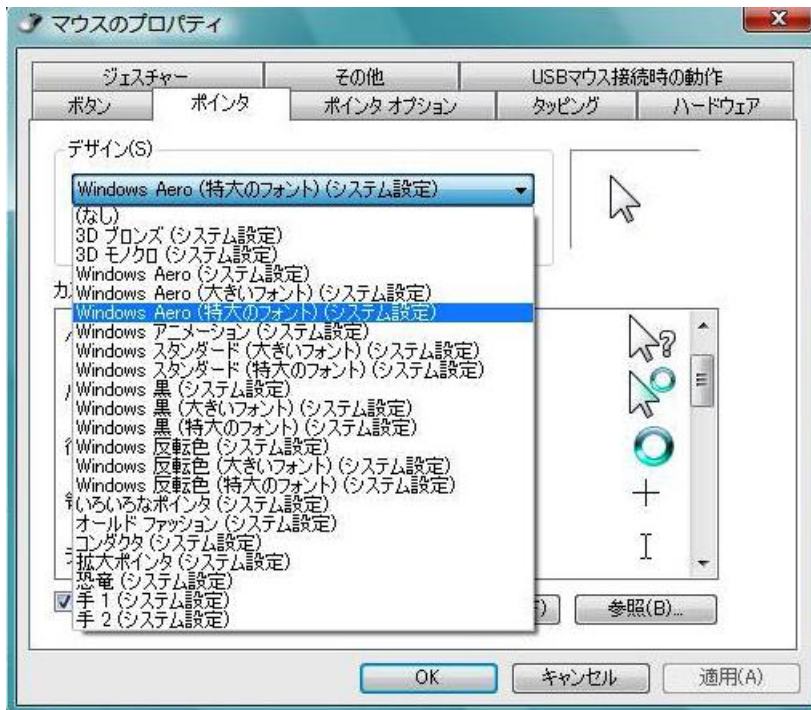 マウスのプロパティ
ジェスチャー その他 USBマウス接続時の動作
ボタン ポインタ ポインタ オプション タッピング ハードウェア
デザイン(S)
Windows Aero (特大のフォント) (システム設定)
(なし)
3D ブロンズ (システム設定)
3D モノクロ (システム設定)
Windows Aero (システム設定)
Windows Aero (大きいフォント) (システム設定)
Windows Aero (特大のフォント) (システム設定)
Windows アニメーション (システム設定)
Windows スタンダード (大きいフォント) (システム設定)
Windows スタンダード (特大のフォント) (システム設定)
Windows 黒 (システム設定)
Windows 黒 (大きいフォント) (システム設定)
Windows 黒 (特大のフォント) (システム設定)
Windows 反転色 (システム設定)
Windows 反転色 (大きいフォント) (システム設定)
Windows 反転色 (特大のフォント) (システム設定)
いろいろなポインタ (システム設定)
オールド ファッション (システム設定)
コンダクタ (システム設定)
拡大ポインタ (システム設定)
恐竜 (システム設定)
手 1 (システム設定)
手 2 (システム設定)
参照(B)...
OK キャンセル 適用(A)